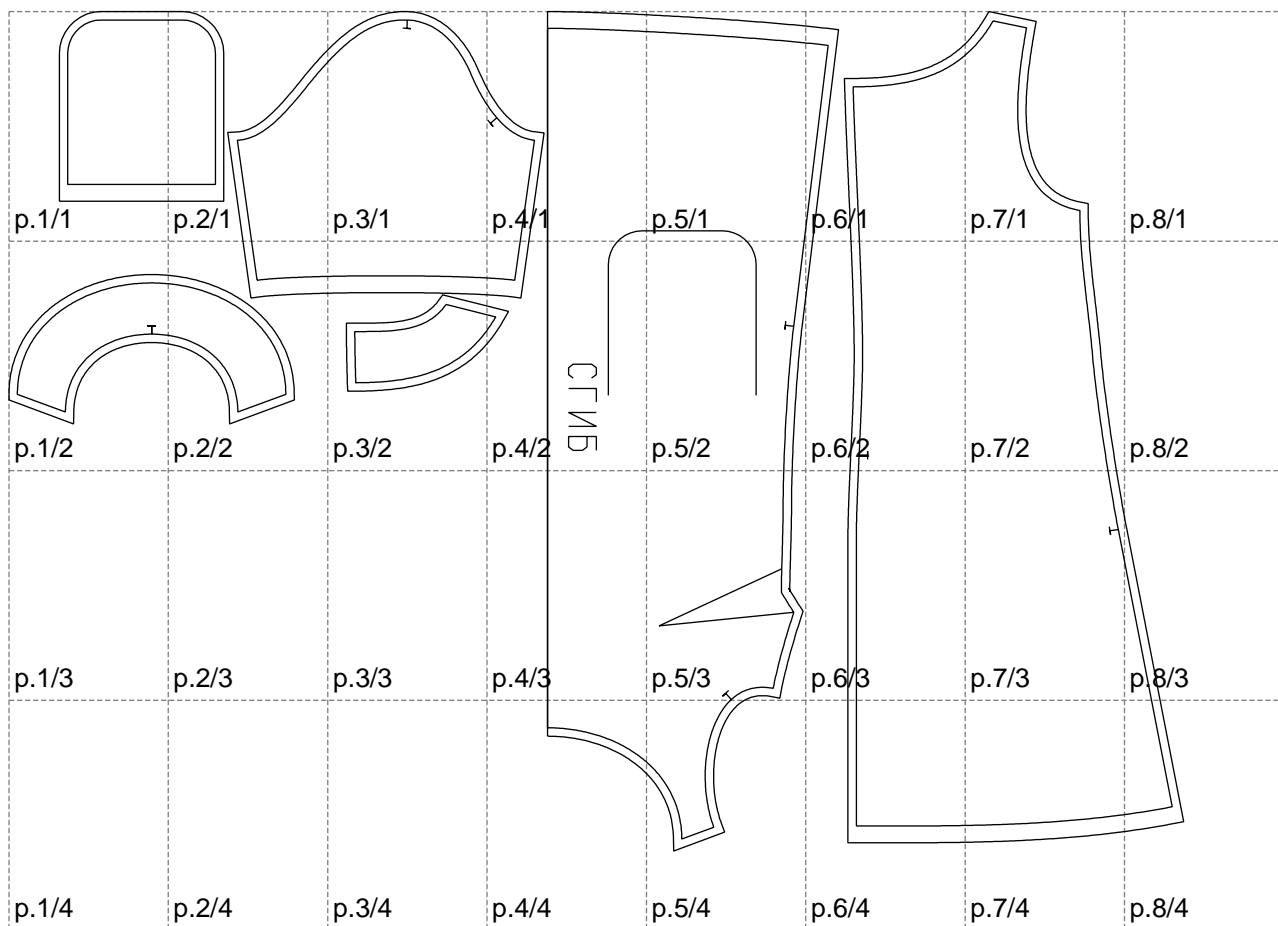 p.1/1 p.2/1 p.3/1 p.4/1 p.5/1 p.6/1 p.7/1 p.8/1
СГИБ
p.1/2 p.2/2 p.3/2 p.4/2 p.5/2 p.6/2 p.7/2 p.8/2
p.1/3 p.2/3 p.3/3 p.4/3 p.5/3 p.6/3 p.7/3 p.8/3
p.1/4 p.2/4 p.3/4 p.4/4 p.5/4 p.6/4 p.7/4 p.8/4